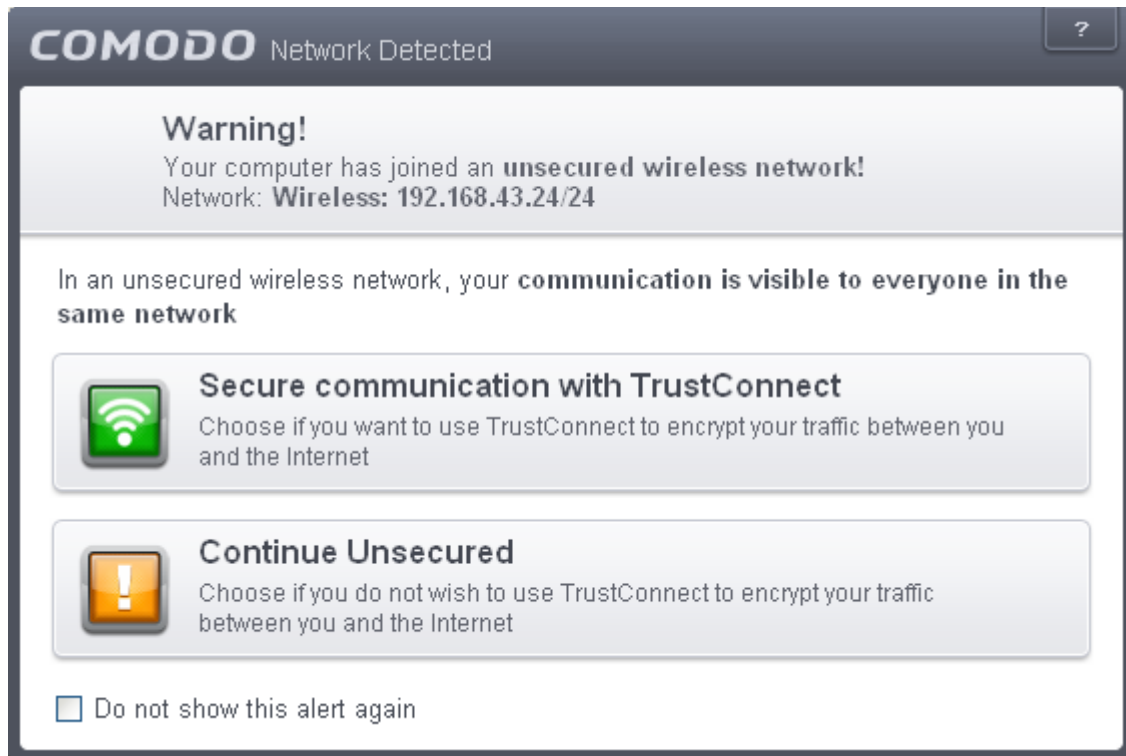 COMODO Network Detected
?
Warning!
Your computer has joined an unsecured wireless network!
Network: Wireless: 192.168.43.24/24
In an unsecured wireless network, your communication is visible to everyone in the
same network
Secure communication with TrustConnect
Choose if you want to use TrustConnect to encrypt your traffic between you
and the Internet
!
Continue Unsecured
Choose if you do not wish to use TrustConnect to encrypt your traffic
between you and the Internet
Do not show this alert again